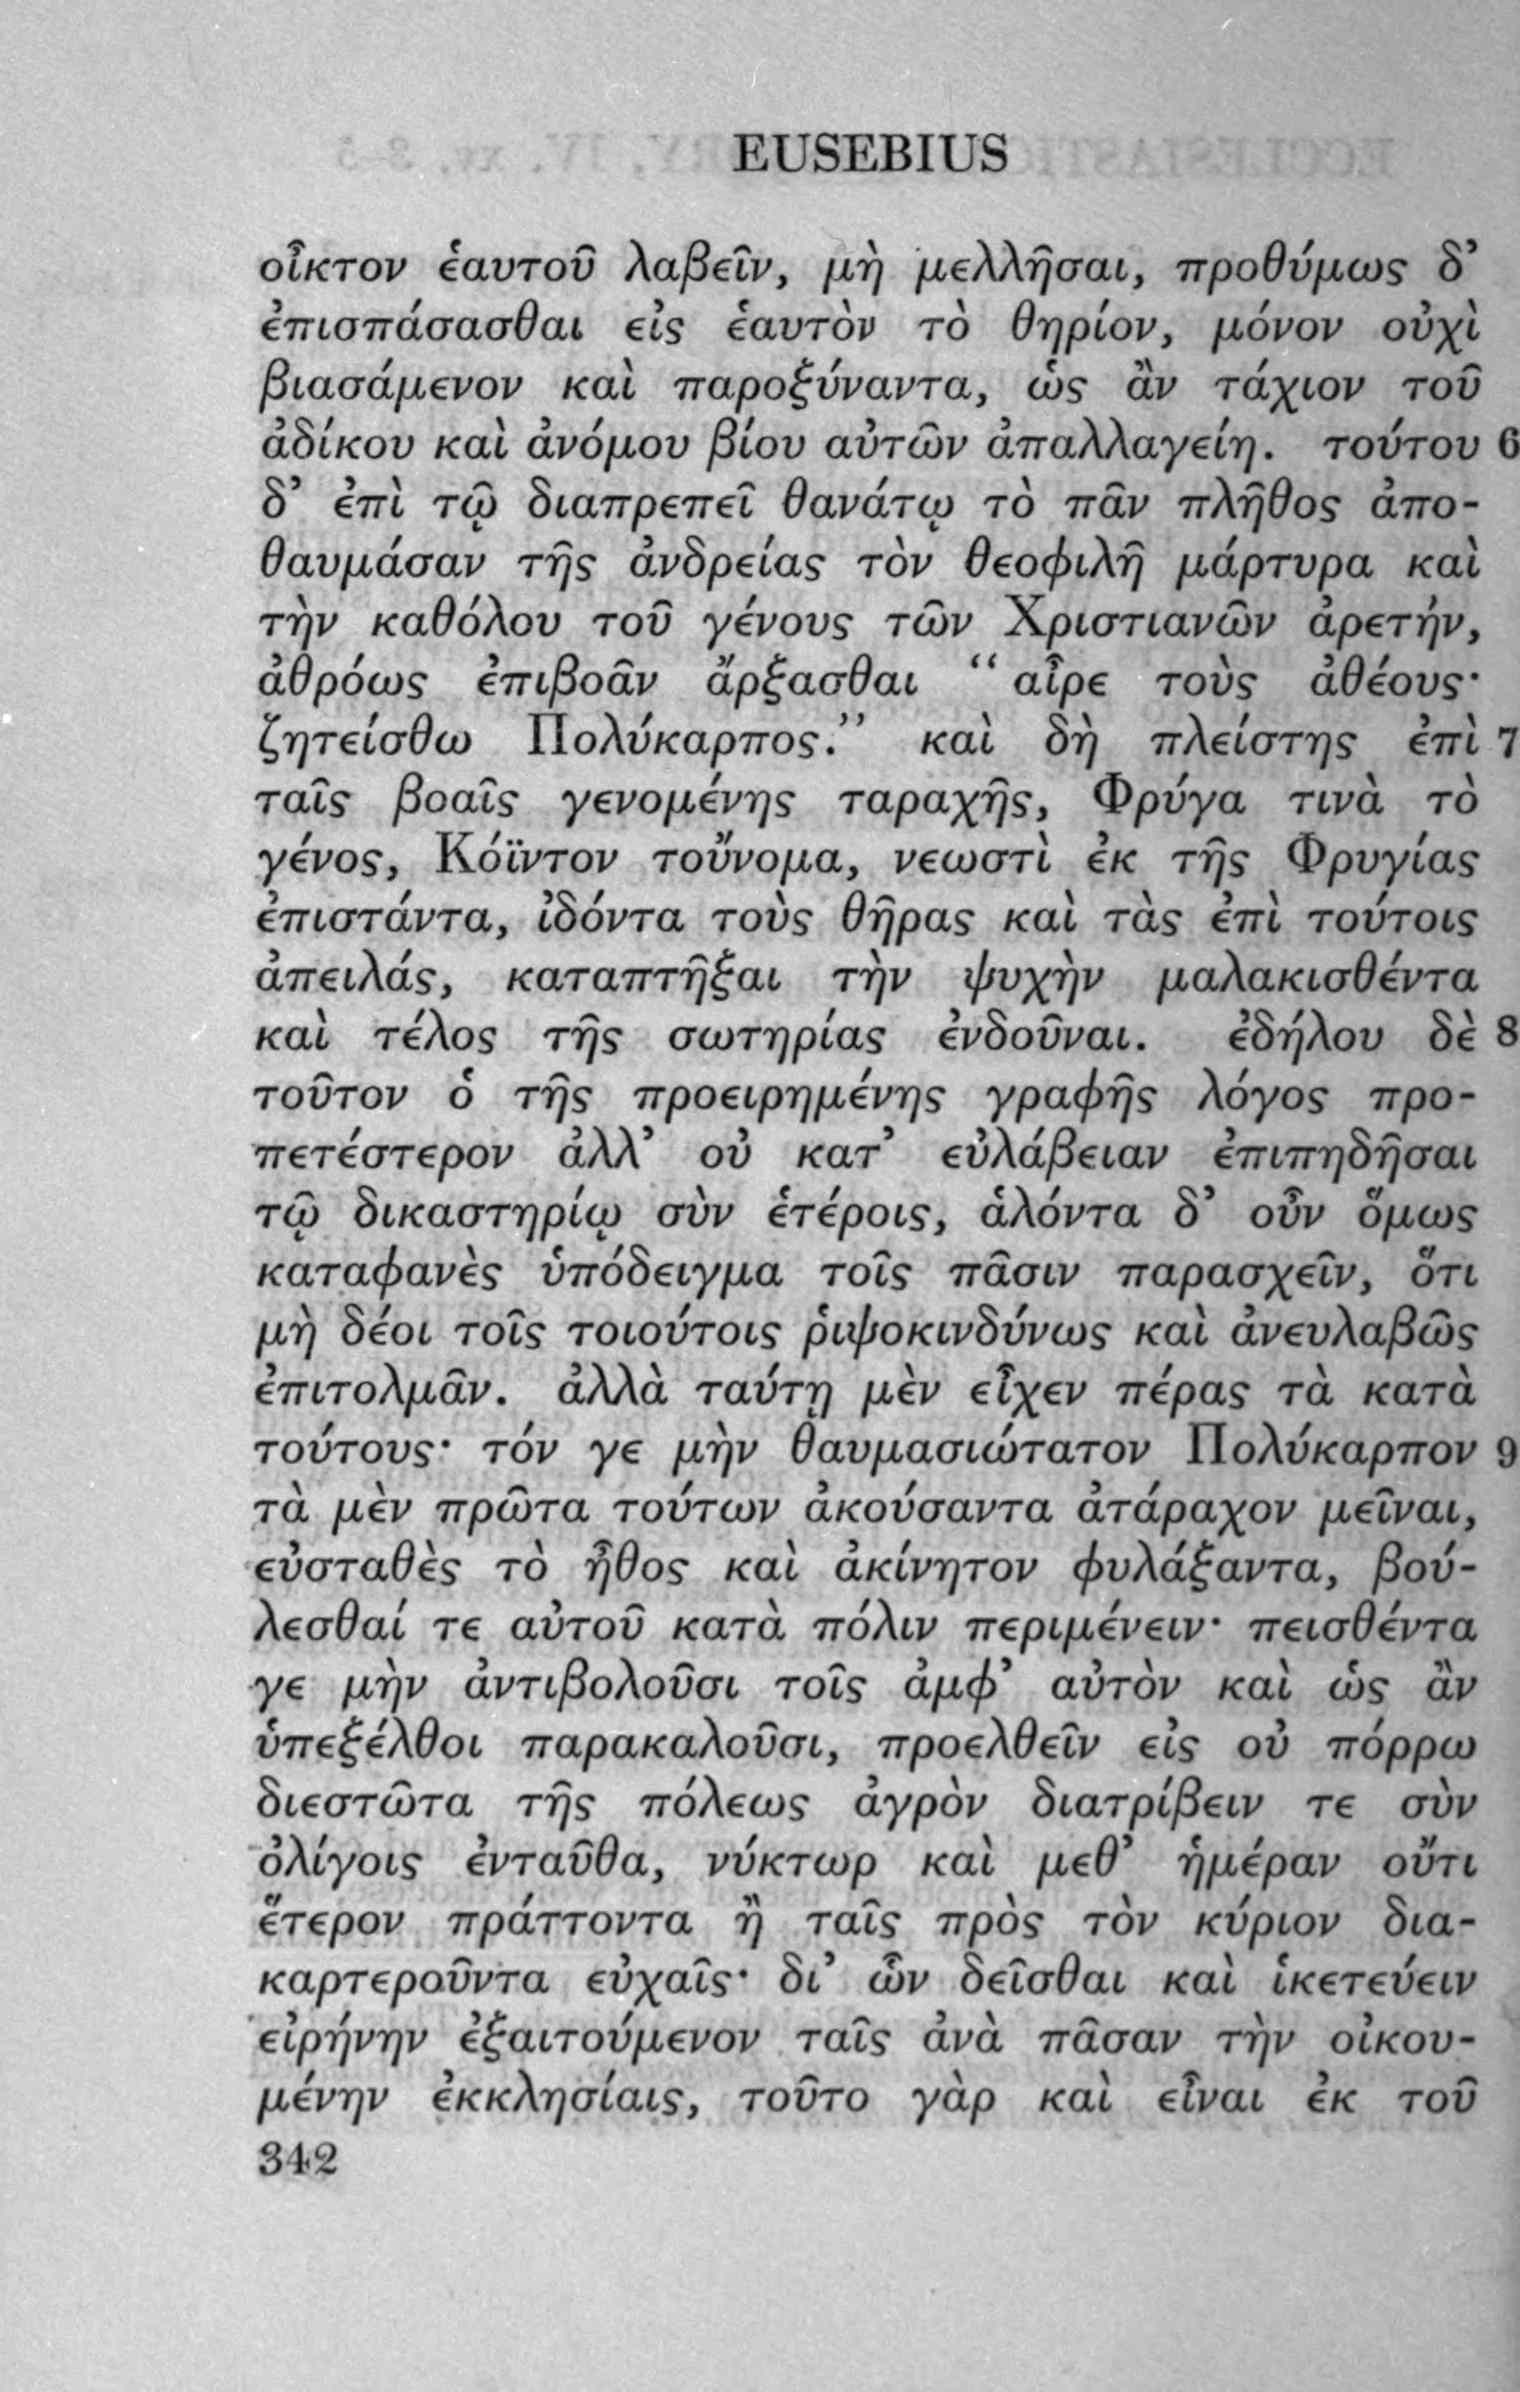 EUSEBIUS
οἶκτον ἑαυτοῦ λαβεῖν, μὴ μελλῆσαι, προθύμως δ’
ἐπισπάσασθαι εἰς ἑαυτὸν τὸ θηρίον, μόνον οὐχὶ
βιασάμενον καὶ παροξύναντα, ὡς ἂν τάχιον τοῦ
ἀδίκου καὶ ἀνόμου βίου αὐτῶν ἀπαλλαγείη. τούτου 6
δ’ ἐπὶ τῷ διαπρεπεῖ θανάτῳ τὸ πᾶν πλῆθος ἀπο-
θαυμάσαν τῆς ἀνδρείας τὸν θεοφιλῆ μάρτυρα καὶ
τὴν καθόλου τοῦ γένους τῶν Χριστιανῶν ἀρετήν,
ἀθρόως ἐπιβοᾶν ἄρξασθαι “ αἶρε τοὺς ἀθέους·
ζητείσθω Πολύκαρπος.” καὶ δὴ πλείστης ἐπὶ 7
ταῖς βοαῖς γενομένης ταραχῆς, Φρύγα τινὰ τὸ
γένος, Κόϊντον τοὔνομα, νεωστὶ ἐκ τῆς Φρυγίας
ἐπιστάντα, ἰδόντα τοὺς θῆρας καὶ τὰς ἐπὶ τούτοις
ἀπειλάς, καταπτῆξαι τὴν ψυχὴν μαλακισθέντα
καὶ τέλος τῆς σωτηρίας ἐνδοῦναι. ἐδήλου δὲ 8
τοῦτον ὁ τῆς προειρημένης γραφῆς λόγος προ-
πετέστερον ἀλλ’ οὐ κατ’ εὐλάβειαν ἐπιπηδῆσαι
τῷ δικαστηρίῳ σὺν ἑτέροις, ἁλόντα δ’ οὖν ὅμως
καταφανὲς ὑπόδειγμα τοῖς πᾶσιν παρασχεῖν, ὅτι
μὴ δέοι τοῖς τοιούτοις ῥιψοκινδύνως καὶ ἀνευλαβῶς
ἐπιτολμᾶν. ἀλλὰ ταύτῃ μὲν εἶχεν πέρας τὰ κατὰ
τούτους· τόν γε μὴν θαυμασιώτατον Πολύκαρπον 9
τὰ μὲν πρῶτα τούτων ἀκούσαντα ἀτάραχον μεῖναι,
εὐσταθὲς τὸ ἦθος καὶ ἀκίνητον φυλάξαντα, βού-
λεσθαί τε αὐτοῦ κατὰ πόλιν περιμένειν· πεισθέντα
γε μὴν ἀντιβολοῦσι τοῖς ἀμφ’ αὐτὸν καὶ ὡς ἂν
ὑπεξέλθοι παρακαλοῦσι, προελθεῖν εἰς οὐ πόρρω
διεστῶτα τῆς πόλεως ἀγρὸν διατρίβειν τε σὺν
ὀλίγοις ἐνταῦθα, νύκτωρ καὶ μεθ’ ἡμέραν οὔτι
ἕτερον πράττοντα ἢ ταῖς πρὸς τὸν κύριον δια-
καρτεροῦντα εὐχαῖς· δι’ ὧν δεῖσθαι καὶ ἱκετεύειν
εἰρήνην ἐξαιτούμενον ταῖς ἀνὰ πᾶσαν τὴν οἰκου-
μένην ἐκκλησίαις, τοῦτο γὰρ καὶ εἶναι ἐκ τοῦ
342